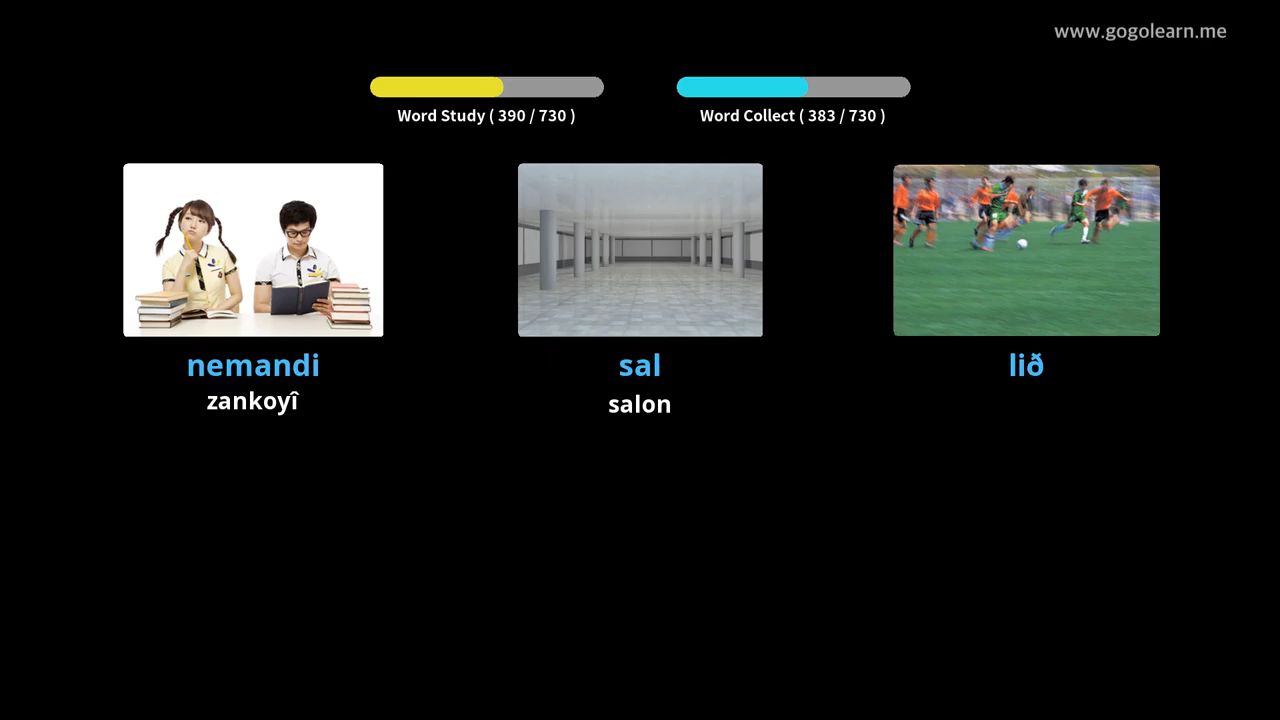 www.gogolearn.me
Word Study ( 390 / 730 )
Word Collect ( 383 / 730 )
nemandi
zankoyî
sal
salon
lið